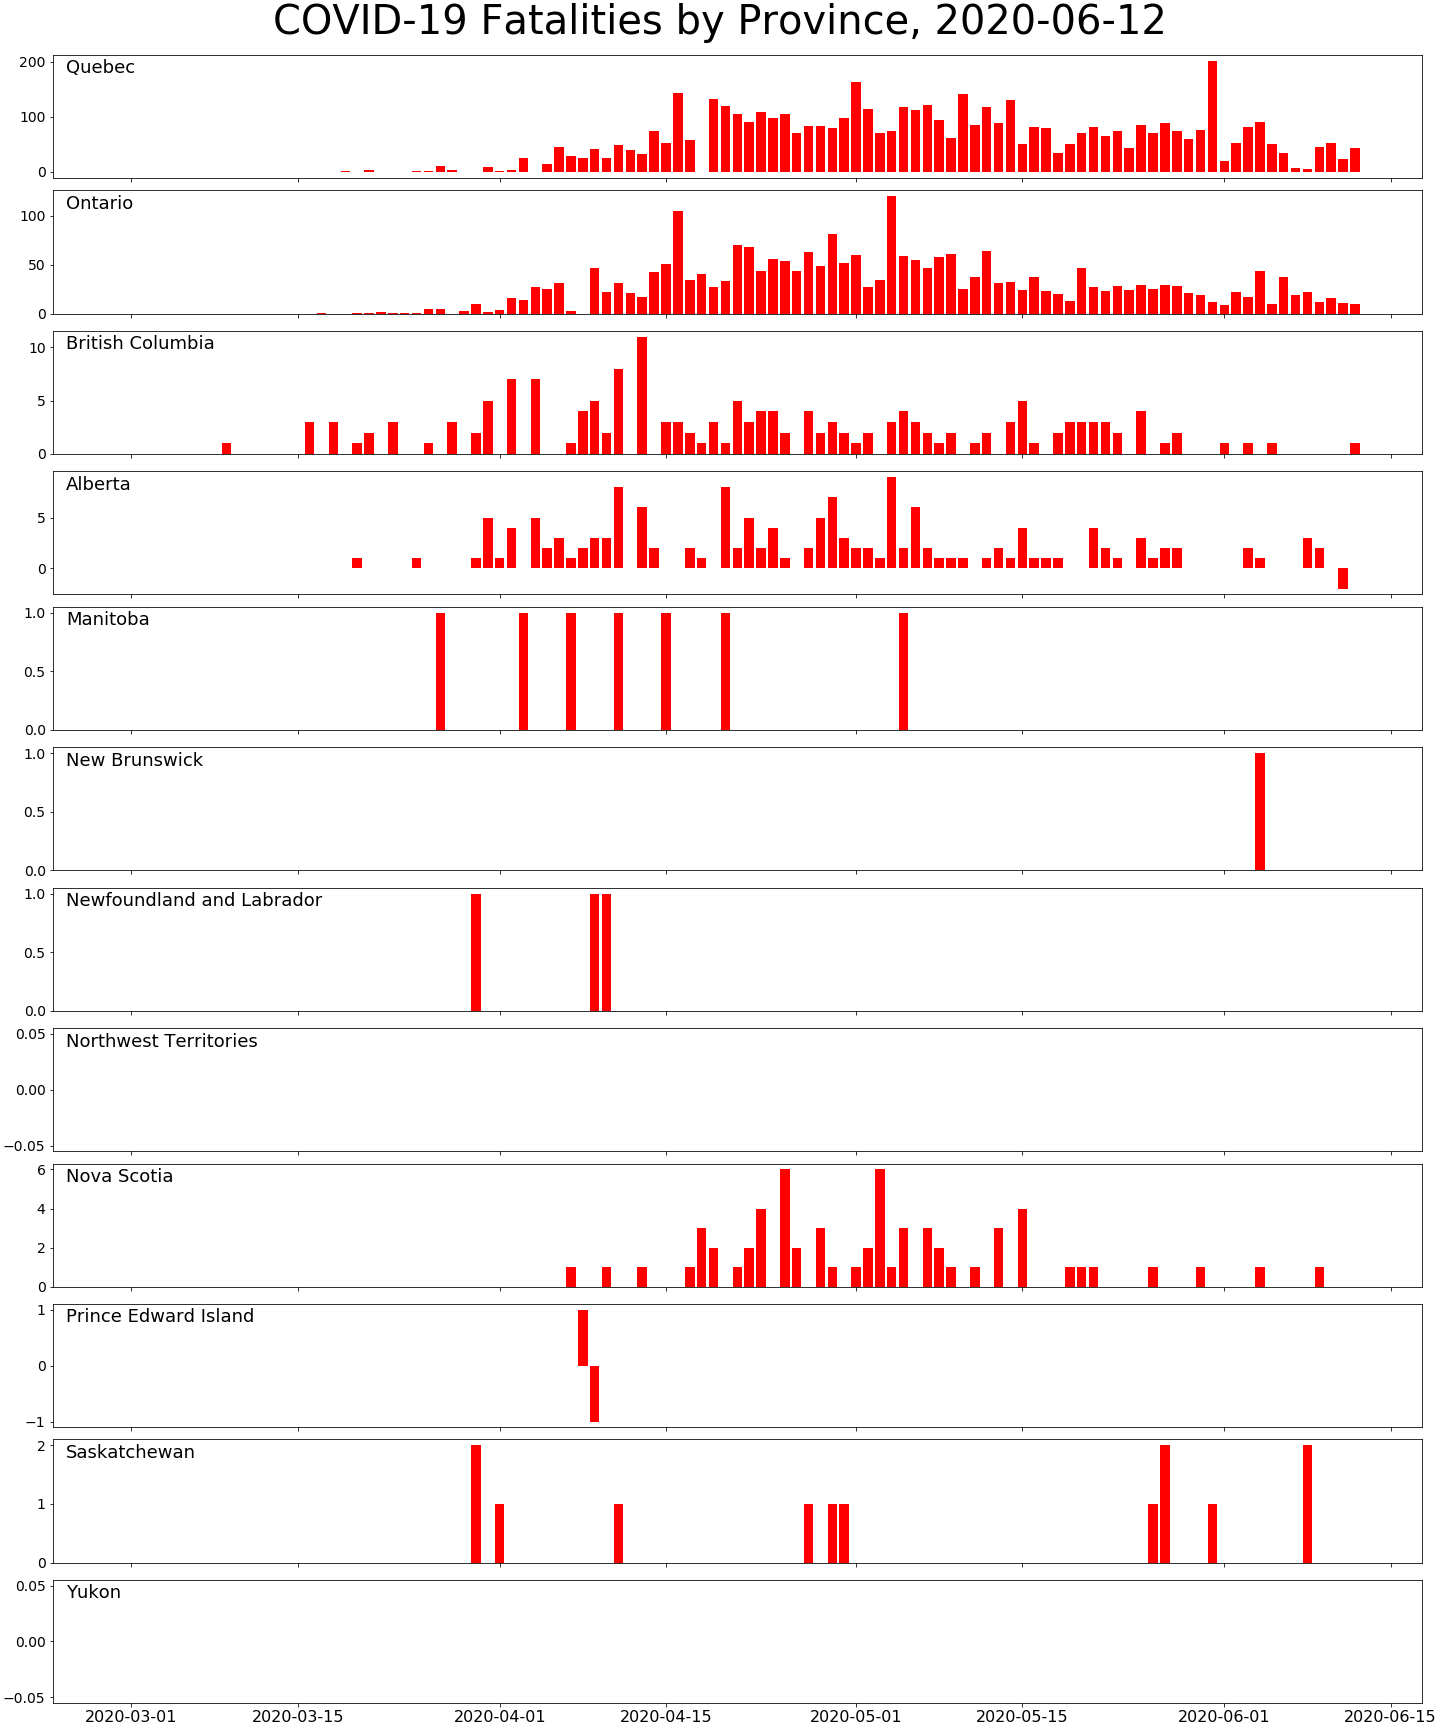 COVID-19 Fatalities by Province, 2020-06-12
Quebec
200
100
0
Ontario
100
50
0
British Columbia
10
5
0
Alberta
5
0
Manitoba
1.0
0.5
0.0
New Brunswick
1.0
0.5
0.0
Newfoundland and Labrador
1.0
0.5
0.0
Northwest Territories
0.05
0.00
−0.05
Nova Scotia
6
4
2
0
Prince Edward Island
1
0
−1
Saskatchewan
2
1
0
Yukon
0.05
0.00
−0.05
2020-03-01 2020-03-15 2020-04-01 2020-04-15 2020-05-01 2020-05-15 2020-06-01 2020-06-15